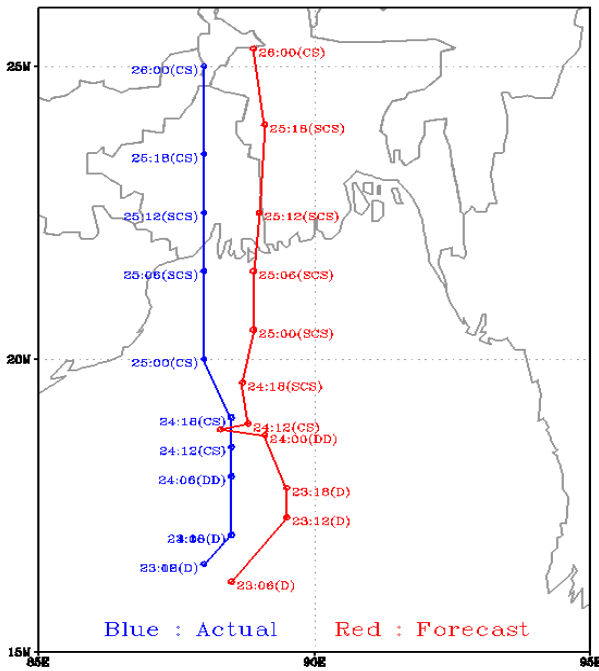 25N
20N
15N
85E
90E
95E
26:00(CS)
26:00(CS)
25:18(CS)
25:18(SCS)
25:12(SCS)
25:12(SCS)
25:06(SCS)
25:06(SCS)
25:00(SCS)
25:00(CS)
24:18(SCS)
24:18(CS)
24:12(CS)
24:00(DD)
24:12(CS)
24:06(DD)
23:18(D)
23:12(D)
23:06(D)
Blue : Actual
Red : Forecast